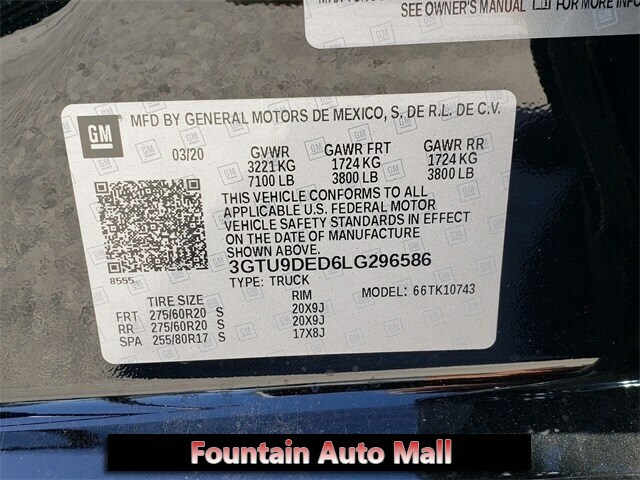 SEE OWNER'S MANUAL FOR MORE INFO
GM MFD BY GENERAL MOTORS DE MEXICO, S. DE R.L. DE C.V.
03/20 GVWR GAWR FRT GAWR RR
3221 KG 1724 KG 1724 KG
7100 LB 3800 LB 3800 LB
THIS VEHICLE CONFORMS TO ALL
APPLICABLE U.S. FEDERAL MOTOR
VEHICLE SAFETY STANDARDS IN EFFECT
ON THE DATE OF MANUFACTURE
SHOWN ABOVE.
8555 3GTU9DED6LG296586
TYPE: TRUCK MODEL: 66TK10743
TIRE SIZE RIM
FRT 275/60R20 S 20X9J
RR 275/60R20 S 20X9J
SPA 255/80R17 S 17X8J
Fountain Auto Mall